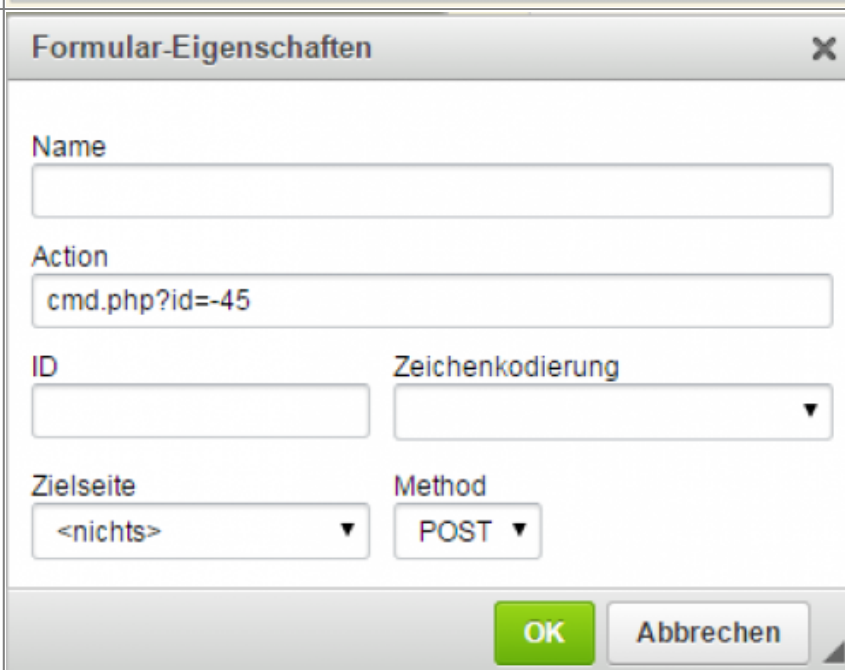 Formular-Eigenschaften
Name
Action
cmd.php?id=-45
ID Zeichenkodierung
Zielseite Method
<nichts> POST
OK Abbrechen